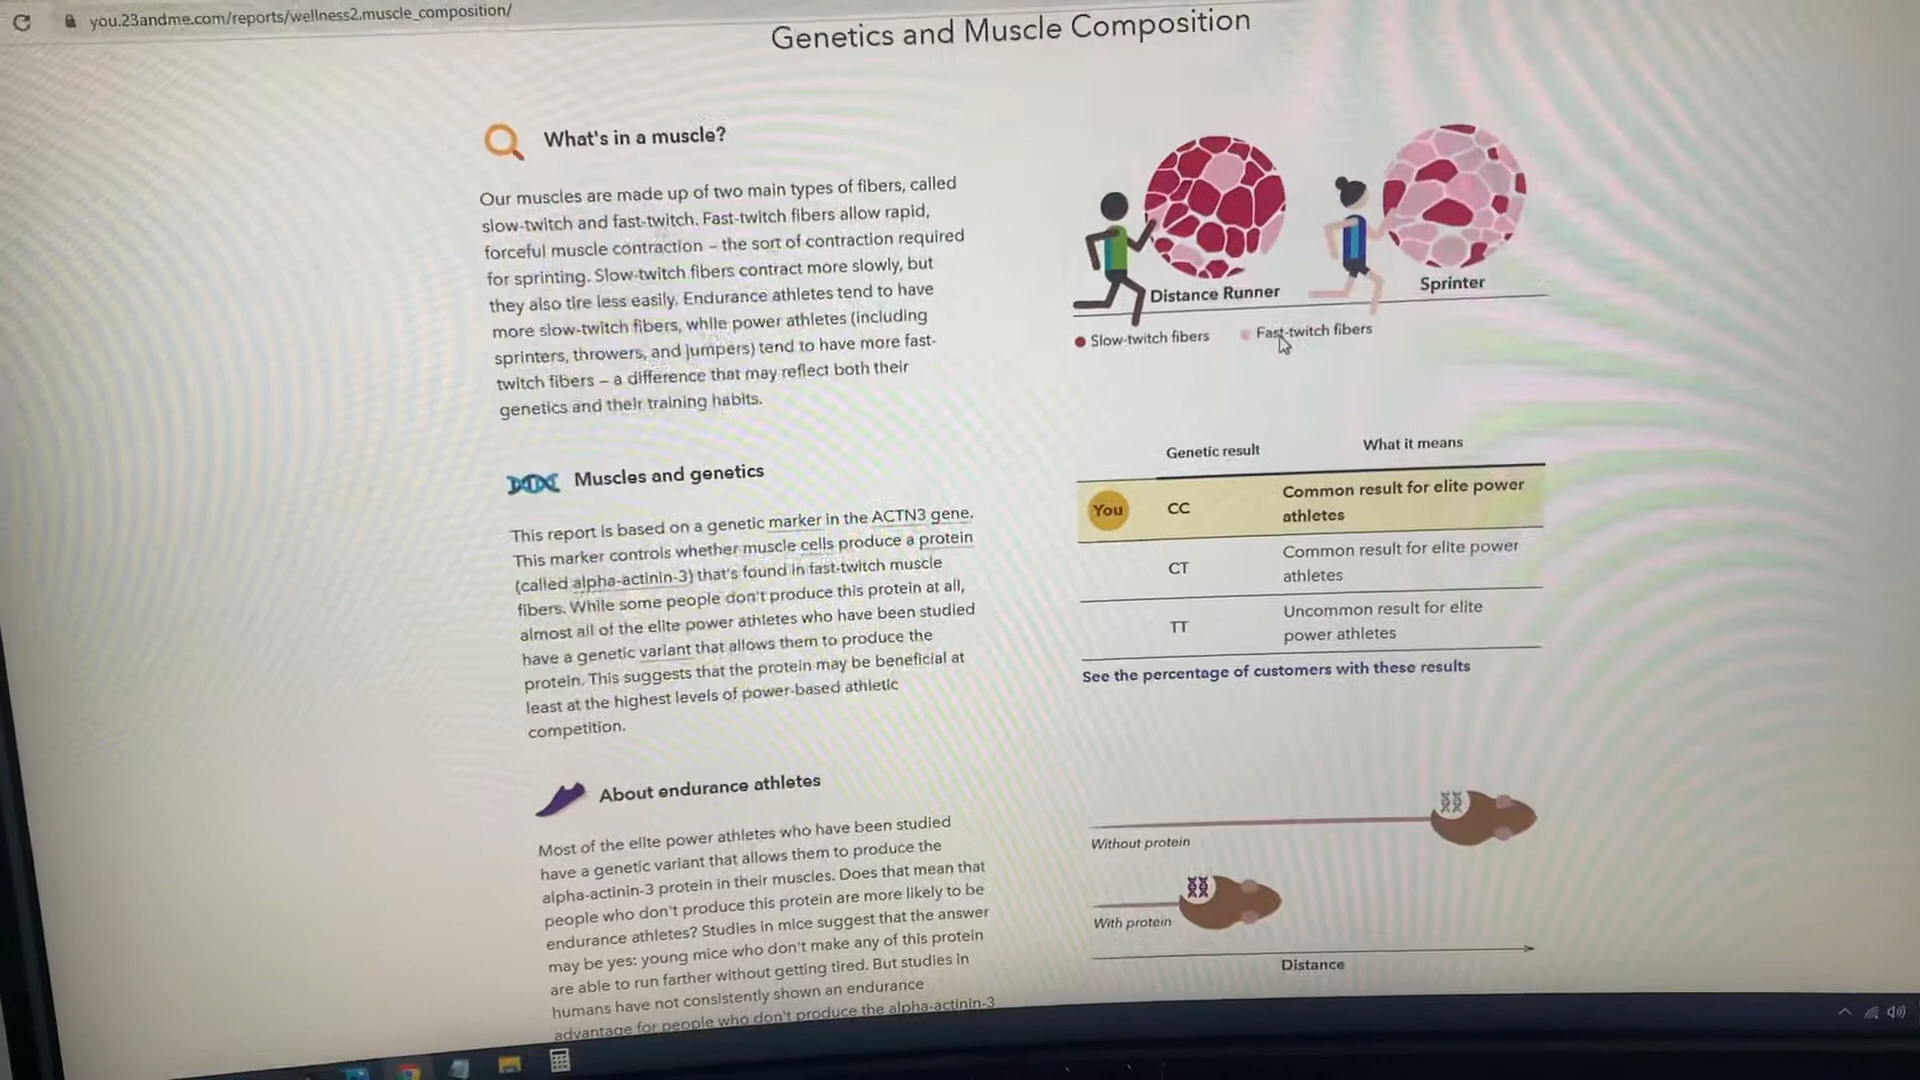 you.23andme.com/reports/wellness2.muscle_composition/
Genetics and Muscle Composition
What's in a muscle?
Our muscles are made up of two main types of fibers, called
slow-twitch and fast-twitch. Fast-twitch fibers allow rapid,
forceful muscle contraction – the sort of contraction required
for sprinting. Slow-twitch fibers contract more slowly, but
they also tire less easily. Endurance athletes tend to have
more slow-twitch fibers, while power athletes (including
sprinters, throwers, and jumpers) tend to have more fast-
twitch fibers – a difference that may reflect both their
genetics and their training habits.
Distance Runner
Sprinter
Slow-twitch fibers
Fast-twitch fibers
Muscles and genetics
This report is based on a genetic marker in the ACTN3 gene.
This marker controls whether muscle cells produce a protein
(called alpha-actinin-3) that's found in fast-twitch muscle
fibers. While some people don't produce this protein at all,
almost all of the elite power athletes who have been studied
have a genetic variant that allows them to produce the
protein. This suggests that the protein may be beneficial at
least at the highest levels of power-based athletic
competition.
Genetic result What it means
You CC Common result for elite power
athletes
CT Common result for elite power
athletes
TT Uncommon result for elite
power athletes
See the percentage of customers with these results
About endurance athletes
Most of the elite power athletes who have been studied
have a genetic variant that allows them to produce the
alpha-actinin-3 protein in their muscles. Does that mean that
people who don't produce this protein are more likely to be
endurance athletes? Studies in mice suggest that the answer
may be yes: young mice who don't make any of this protein
are able to run farther without getting tired. But studies in
humans have not consistently shown an endurance
advantage for people who don't produce the alpha-actinin-3
Without protein
With protein
Distance